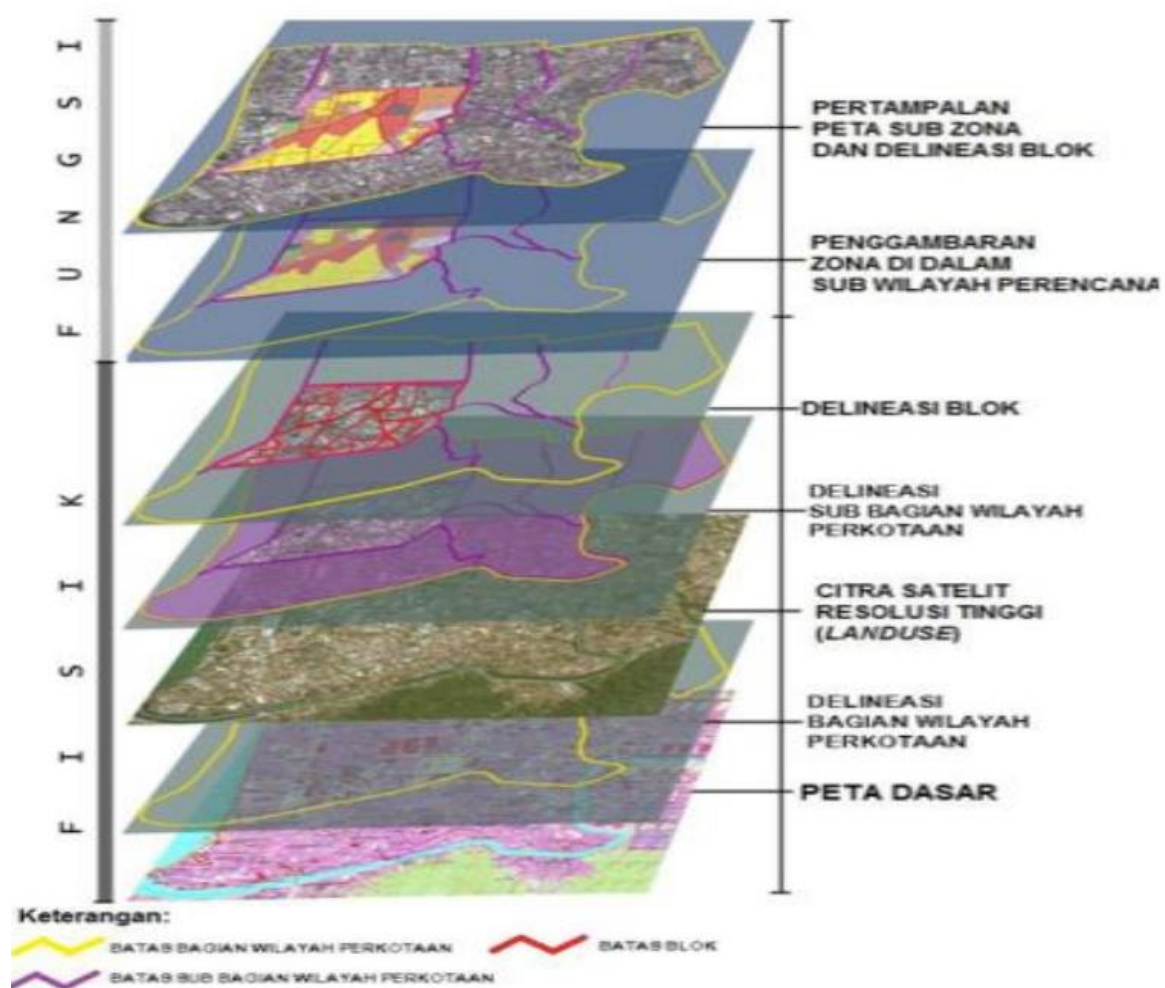 FUNGSI
FISIK
PERTAMPALAN
PETA SUB ZONA
DAN DELINEASI BLOK
PENGGAMBARAN
ZONA DI DALAM
SUB WILAYAH PERENCANA
DELINEASI BLOK
DELINEASI
SUB BAGIAN WILAYAH
PERKOTAAN
CITRA SATELIT
RESOLUSI TINGGI
(LANDUSE)
DELINEASI
BAGIAN WILAYAH
PERKOTAAN
PETA DASAR
Keterangan:
BATAS BAGIAN WILAYAH PERKOTAAN
BATAS BLOK
BATAS SUB BAGIAN WILAYAH PERKOTAAN